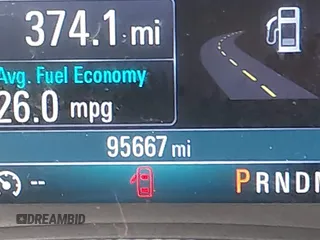 374.1 mi
Avg. Fuel Economy
26.0 mpg
95667 mi
--
PRNDM
DREAMBID